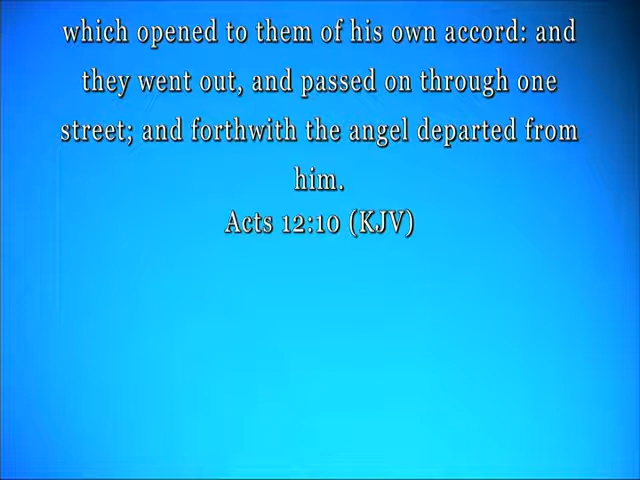 which opened to them of his own accord: and
they went out, and passed on through one
street; and forthwith the angel departed from
him.
Acts 12:10 (KJV)